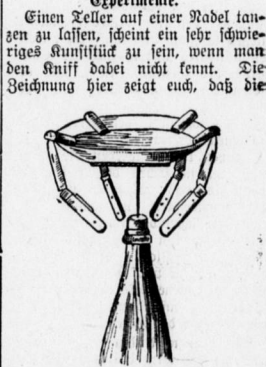 Experimente.
Einen Teller auf einer Nadel tan-
zen zu lassen, scheint ein sehr schwie-
riges Kunststück zu sein, wenn man
den Kniff dabei nicht kennt. Die
Zeichnung hier zeigt euch, daß die